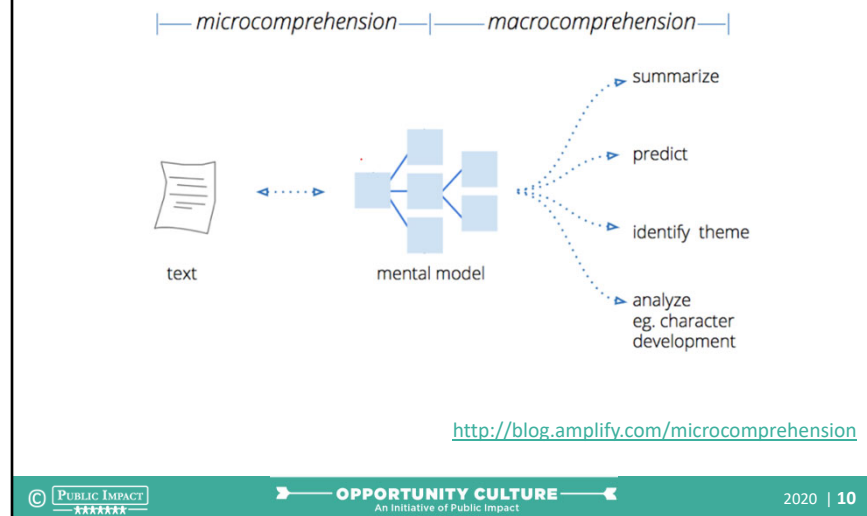 microcomprehension
macrocomprehension
summarize
predict
identify theme
analyze
eg. character
development
text
mental model
http://blog.amplify.com/microcomprehension
© PUBLIC IMPACT
OPPORTUNITY CULTURE
An Initiative of Public Impact
2020 | 10